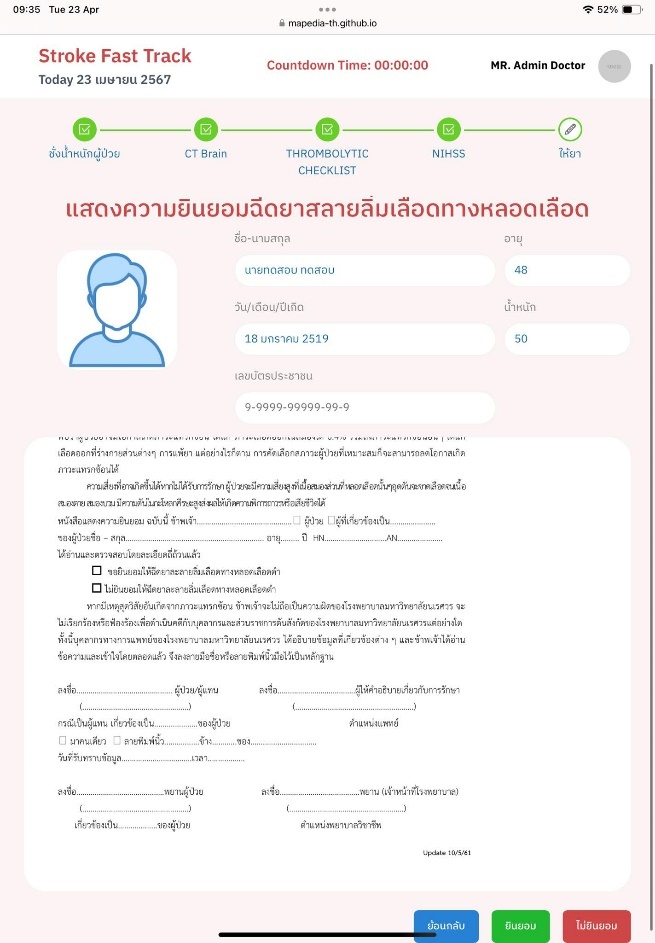 09:35 Tue 23 Apr
52%
mapedia-th.github.io
Stroke Fast Track
Today 23 เมษายน 2567
Countdown Time: 00:00:00
MR. Admin Doctor
ชั่งน้ำหนักผู้ป่วย
CT Brain
THROMBOLYTIC
CHECKLIST
NIHSS
ให้ยา
แสดงความยินยอมฉีดยาสลายลิ่มเลือดทางหลอดเลือด
ชื่อ-นามสกุล
อายุ
นายทดสอบ ทดสอบ
48
วัน/เดือน/ปีเกิด
น้ำหนัก
18 มกราคม 2519
50
เลขบัตรประชาชน
9-9999-99999-99-9
เลือดออกที่ร่างกายส่วนต่างๆ การแพ้ยา แต่อย่างไรก็ตาม การคัดเลือกสภาวะผู้ป่วยที่เหมาะสมก็จะสามารถลดโอกาสเกิด
ภาวะแทรกซ้อนได้
ความเสี่ยงที่อาจเกิดขึ้นได้หากไม่ได้รับการรักษา ผู้ป่วยจะมีความเสี่ยงสูงที่เนื้อสมองส่วนที่หลอดเลือดนั้นๆอุดตันจะขาดเลือดจนเนื้อ
สมองตาย สมองบวม มีความดันในกะโหลกศีรษะสูงส่งผลให้เกิดความพิการถาวรหรือเสียชีวิตได้
หนังสือแสดงความยินยอม ฉบับนี้ ข้าพเจ้า........................................ ☐ ผู้ป่วย ☐ผู้ที่เกี่ยวข้องเป็น...................
ของผู้ป่วยชื่อ – สกุล.......................................................... อายุ........ ปี HN..........................AN...................
ได้อ่านและตรวจสอบโดยละเอียดถี่ถ้วนแล้ว
☐ ขอยินยอมให้ฉีดยาละลายลิ่มเลือดทางหลอดเลือดดำ
☐ ไม่ยินยอมให้ฉีดยาละลายลิ่มเลือดทางหลอดเลือดดำ
หากมีเหตุสุดวิสัยอันเกิดจากภาวะแทรกซ้อน ข้าพเจ้าจะไม่ถือเป็นความผิดของโรงพยาบาลมหาวิทยาลัยนเรศวร จะ
ไม่เรียกร้องหรือฟ้องร้องเพื่อดำเนินคดีกับบุคลากรและส่วนราชการต้นสังกัดของโรงพยาบาลมหาวิทยาลัยนเรศวรแต่อย่างใด
ทั้งนี้บุคลากรทางการแพทย์ของโรงพยาบาลมหาวิทยาลัยนเรศวร ได้อธิบายข้อมูลที่เกี่ยวข้องต่าง ๆ และข้าพเจ้าได้อ่าน
ข้อความและเข้าใจโดยตลอดแล้ว จึงลงลายมือชื่อหรือลายพิมพ์นิ้วมือไว้เป็นหลักฐาน
ลงชื่อ........................................ ผู้ป่วย/ผู้แทน
ลงชื่อ................................ผู้ให้คำอธิบายเกี่ยวกับการรักษา
(..............................................)
(..................................................)
กรณีเป็นผู้แทน เกี่ยวข้องเป็น..................ของผู้ป่วย
ตำแหน่งแพทย์
☐ มาคนเดียว ☐ ลายพิมพ์นิ้ว...............ข้าง..........ของ............................
วันที่รับทราบข้อมูล..............................เวลา................
ลงชื่อ.....................................พยานผู้ป่วย
ลงชื่อ..................................พยาน (เจ้าหน้าที่โรงพยาบาล)
(..............................................)
(..................................................)
เกี่ยวข้องเป็น.................ของผู้ป่วย
ตำแหน่งพยาบาลวิชาชีพ
Update 10/5/61
ย้อนกลับ
ยินยอม
ไม่ยินยอม